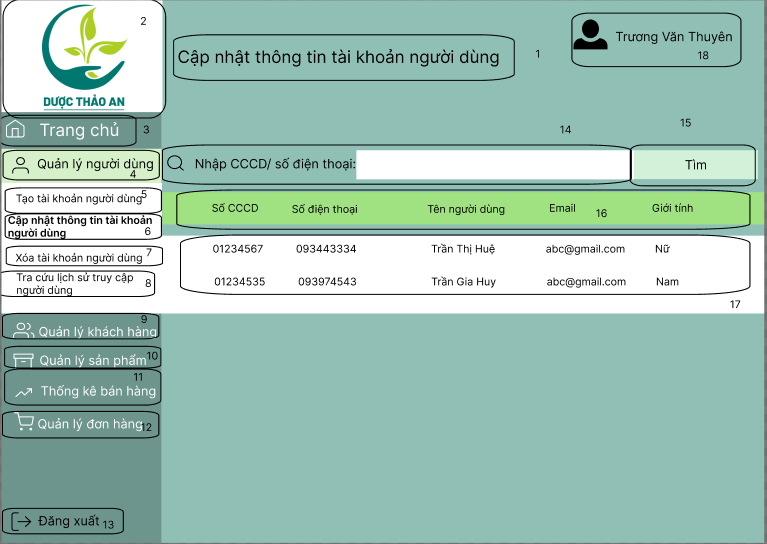 2
DƯỢC THẢO AN
Cập nhật thông tin tài khoản người dùng
1
Trương Văn Thuyên
18
Trang chủ
3
14
15
Quản lý người dùng
4
Nhập CCCD/ số điện thoại:
Tìm
Tạo tài khoản người dùng
5
Số CCCD Số điện thoại Tên người dùng Email 16 Giới tính
Cập nhật thông tin tài khoản
người dùng
6
01234567 093443334 Trần Thị Huệ abc@gmail.com Nữ
Xóa tài khoản người dùng
7
01234535 093974543 Trần Gia Huy abc@gmail.com Nam
Tra cứu lịch sử truy cập
người dùng
8
17
9
Quản lý khách hàng
Quản lý sản phẩm
10
11
Thống kê bán hàng
Quản lý đơn hàng
12
Đăng xuất
13